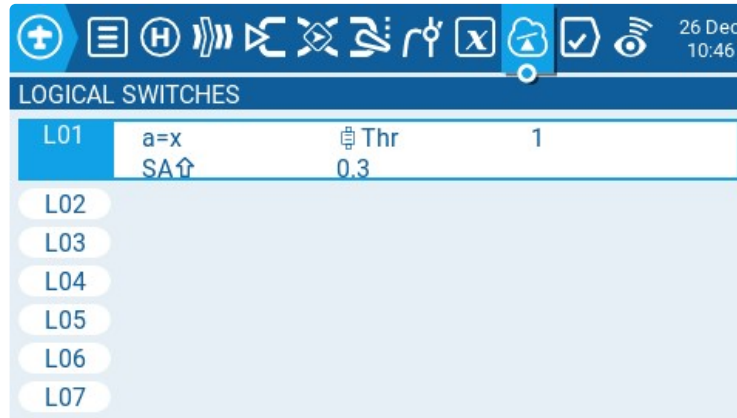 H x 26 Dec
10:46
LOGICAL SWITCHES
L01 a=x Thr 1
SA⇧ 0.3
L02
L03
L04
L05
L06
L07